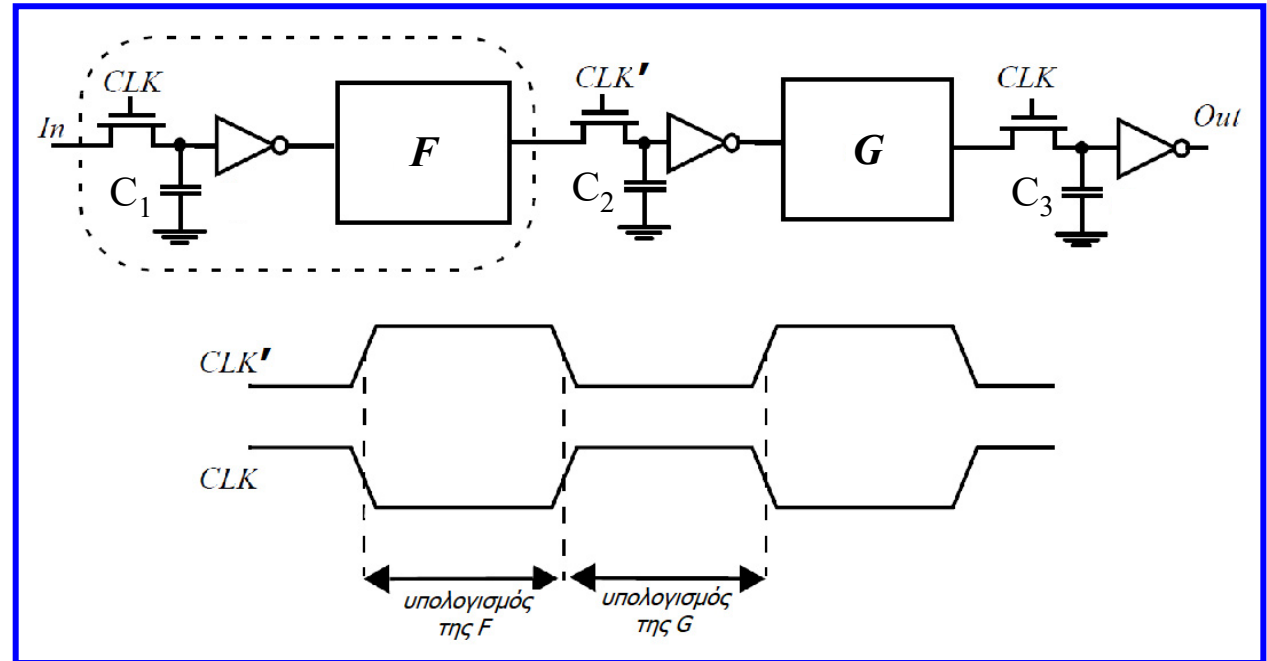 CLK
In
F
C1
CLK'
C2
G
CLK
C3
Out
CLK'
CLK
υπολογισμός
της F
υπολογισμός
της G